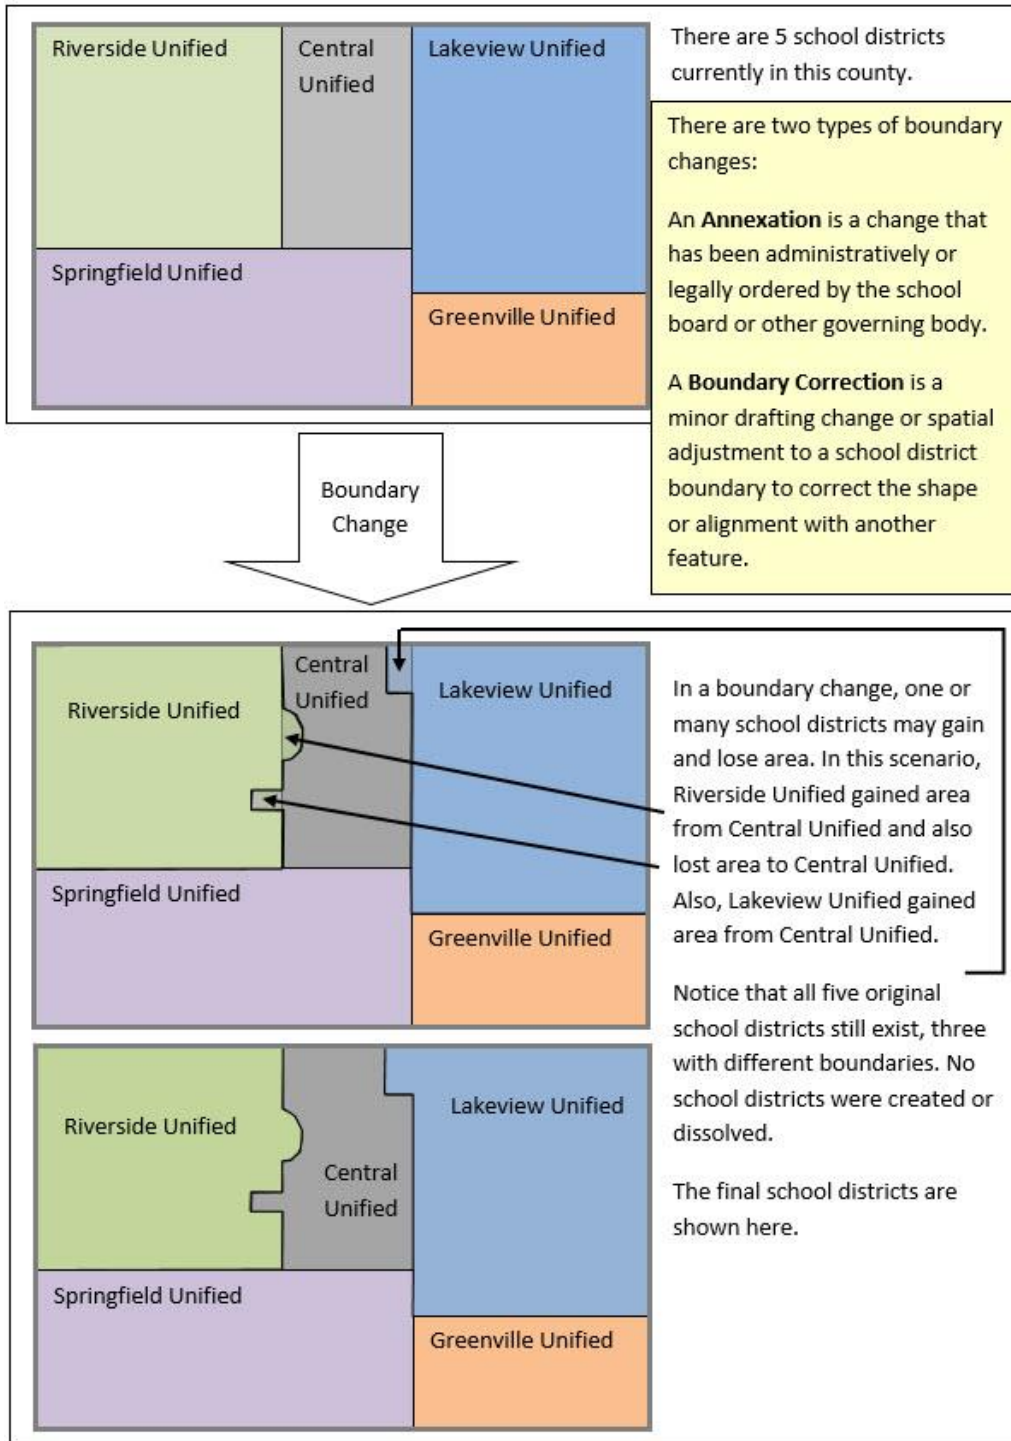 Riverside Unified
Central
Unified
Lakeview Unified
Springfield Unified
Greenville Unified
There are 5 school districts
currently in this county.
There are two types of boundary
changes:
An Annexation is a change that
has been administratively or
legally ordered by the school
board or other governing body.
A Boundary Correction is a
minor drafting change or spatial
adjustment to a school district
boundary to correct the shape
or alignment with another
feature.
Boundary
Change
Riverside Unified
Central
Unified
Lakeview Unified
Springfield Unified
Greenville Unified
In a boundary change, one or
many school districts may gain
and lose area. In this scenario,
Riverside Unified gained area
from Central Unified and also
lost area to Central Unified.
Also, Lakeview Unified gained
area from Central Unified.
Notice that all five original
school districts still exist, three
with different boundaries. No
school districts were created or
dissolved.
The final school districts are
shown here.
Riverside Unified
Central
Unified
Lakeview Unified
Springfield Unified
Greenville Unified